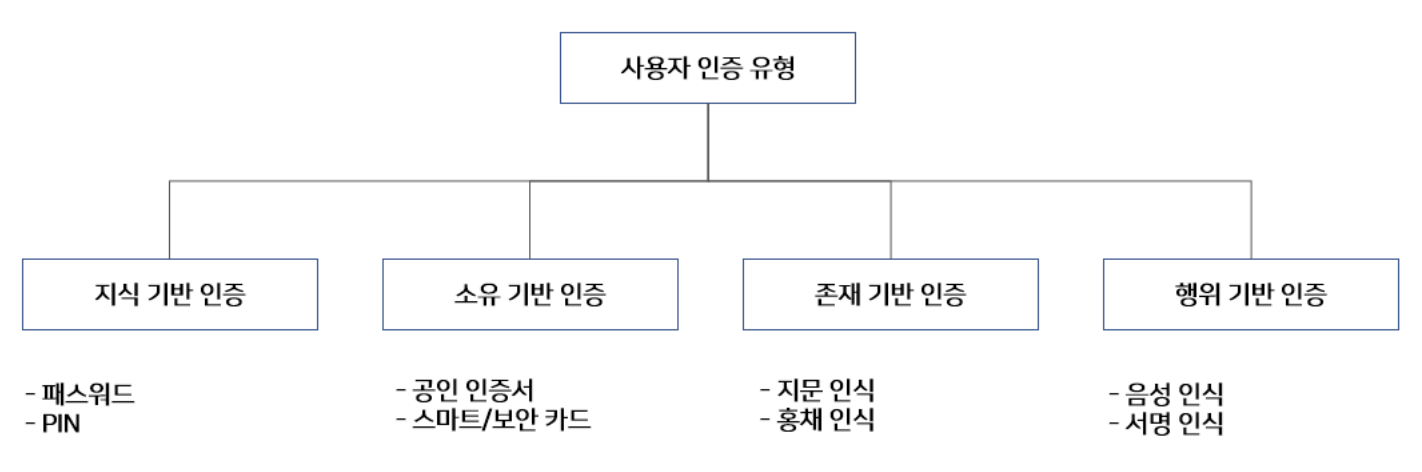 사용자 인증 유형
지식 기반 인증
소유 기반 인증
존재 기반 인증
행위 기반 인증
- 패스워드
- PIN
- 공인 인증서
- 스마트/보안 카드
- 지문 인식
- 홍채 인식
- 음성 인식
- 서명 인식